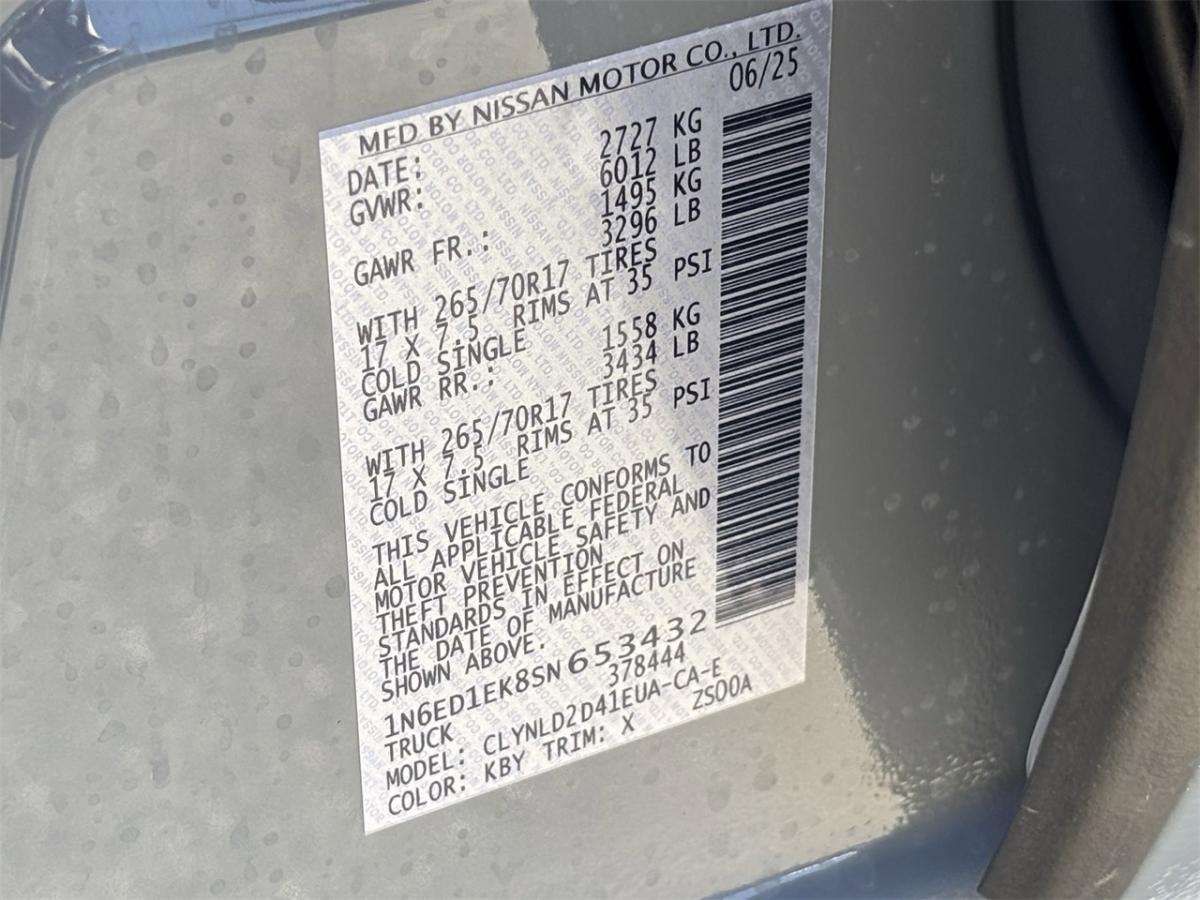 MFD BY NISSAN MOTOR CO., LTD.
DATE: 06/25
GVWR: 2727 KG
6012 LB
GAWR FR.: 1495 KG
3296 LB
WITH 265/70R17 TIRES
17 X 7.5 RIMS AT 35 PSI
COLD SINGLE
GAWR RR.: 1558 KG
3434 LB
WITH 265/70R17 TIRES
17 X 7.5 RIMS AT 35 PSI
COLD SINGLE
THIS VEHICLE CONFORMS TO
ALL APPLICABLE FEDERAL
MOTOR VEHICLE SAFETY AND
THEFT PREVENTION
STANDARDS IN EFFECT ON
THE DATE OF MANUFACTURE
SHOWN ABOVE.
1N6ED1EK8SN653432
TRUCK 378444
MODEL: CLYNLD2D41EUA-CA-E
COLOR: KBY TRIM: X ZS00A